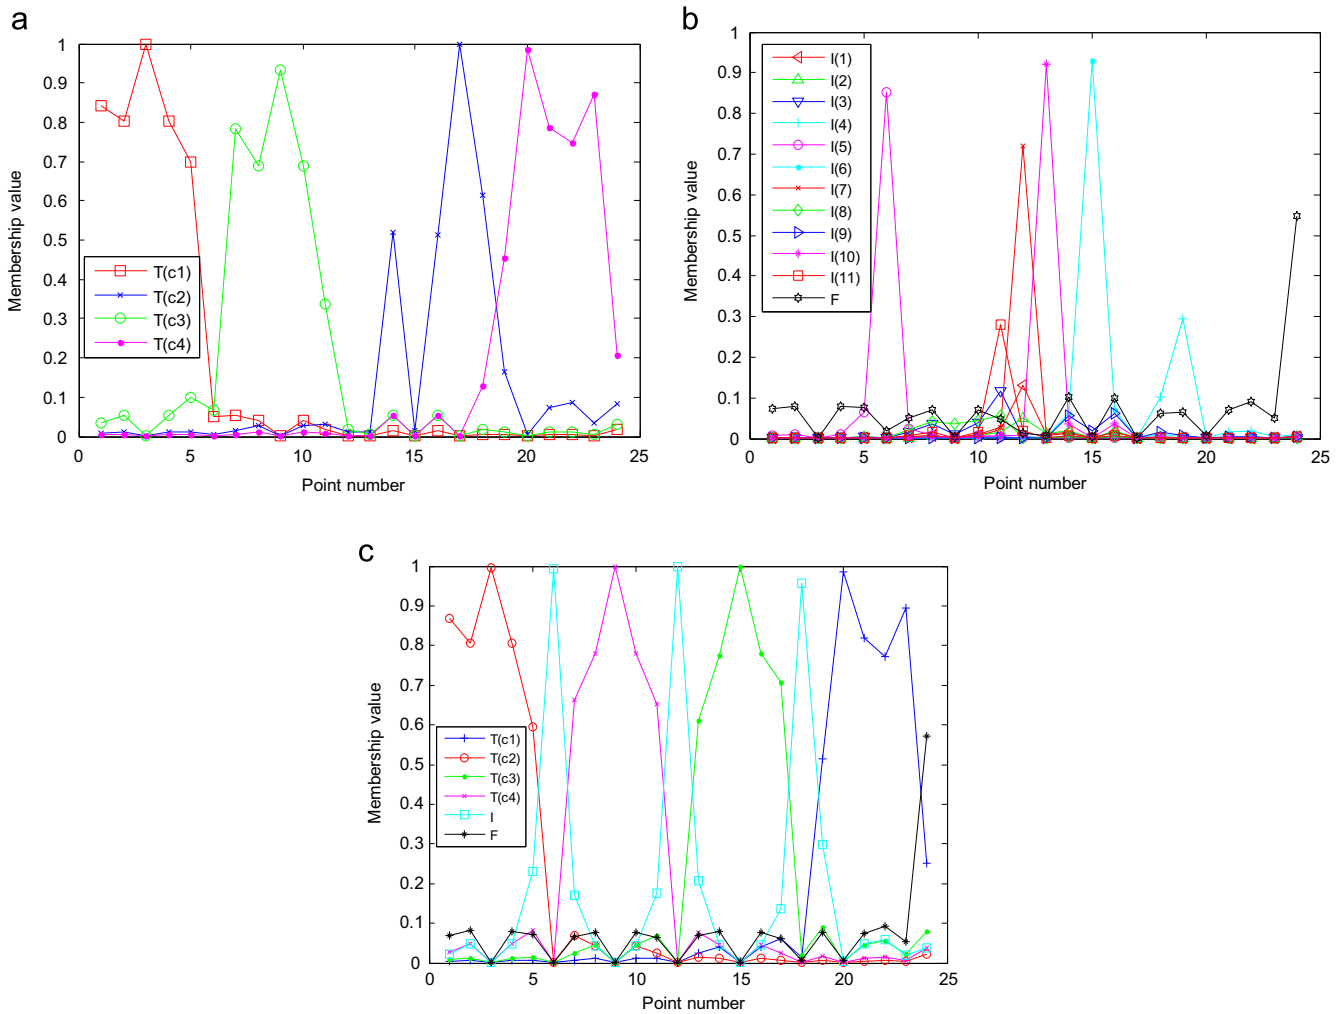 a
1
0.9
0.8
0.7
0.6
0.5
0.4
0.3
0.2
0.1
0
0 5 10 15 20 25
Membership value
Point number
T(c1)
T(c2)
T(c3)
T(c4)
b
1
0.9
0.8
0.7
0.6
0.5
0.4
0.3
0.2
0.1
0
0 5 10 15 20 25
Membership value
Point number
I(1)
I(2)
I(3)
I(4)
I(5)
I(6)
I(7)
I(8)
I(9)
I(10)
I(11)
F
c
1
0.9
0.8
0.7
0.6
0.5
0.4
0.3
0.2
0.1
0
0 5 10 15 20 25
Membership value
Point number
T(c1)
T(c2)
T(c3)
T(c4)
I
F